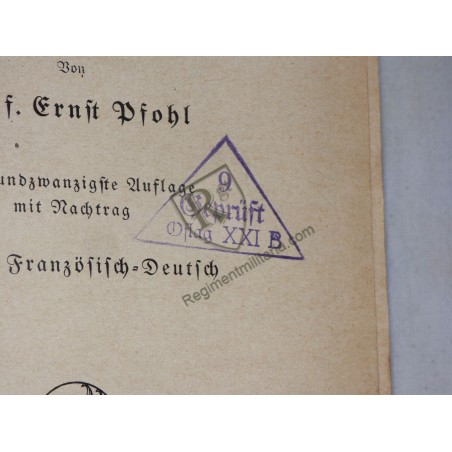 Von
f. Ernst Pfohl
undzwanzigste Auflage
mit Nachtrag
Französisch-Deutsch
9
Geprüft
Oflag XXI B
R
Regimentmilitaria.com